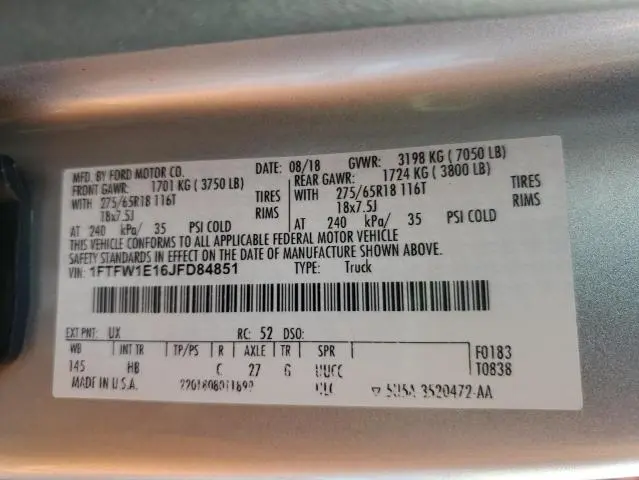 MFD. BY FORD MOTOR CO. DATE: 08/18 GVWR: 3198 KG ( 7050 LB)
FRONT GAWR: 1701 KG ( 3750 LB) REAR GAWR: 1724 KG ( 3800 LB)
WITH 275/65R18 116T TIRES WITH 275/65R18 116T TIRES
18x7.5J RIMS 18x7.5J RIMS
AT 240 kPa/ 35 PSI COLD AT 240 kPa/ 35 PSI COLD
THIS VEHICLE CONFORMS TO ALL APPLICABLE FEDERAL MOTOR VEHICLE
SAFETY STANDARDS IN EFFECT ON THE DATE OF MANUFACTURE SHOWN ABOVE.
VIN: 1FTFW1E16JFD84851 TYPE: Truck
EXT PNT: UX RC: 52 DSO:
WB INT TR TP/PS R AXLE TR SPR F0183
145 HB C 27 G UUCC T0838
MADE IN U.S.A. ULC 5U5A 3520472-AA